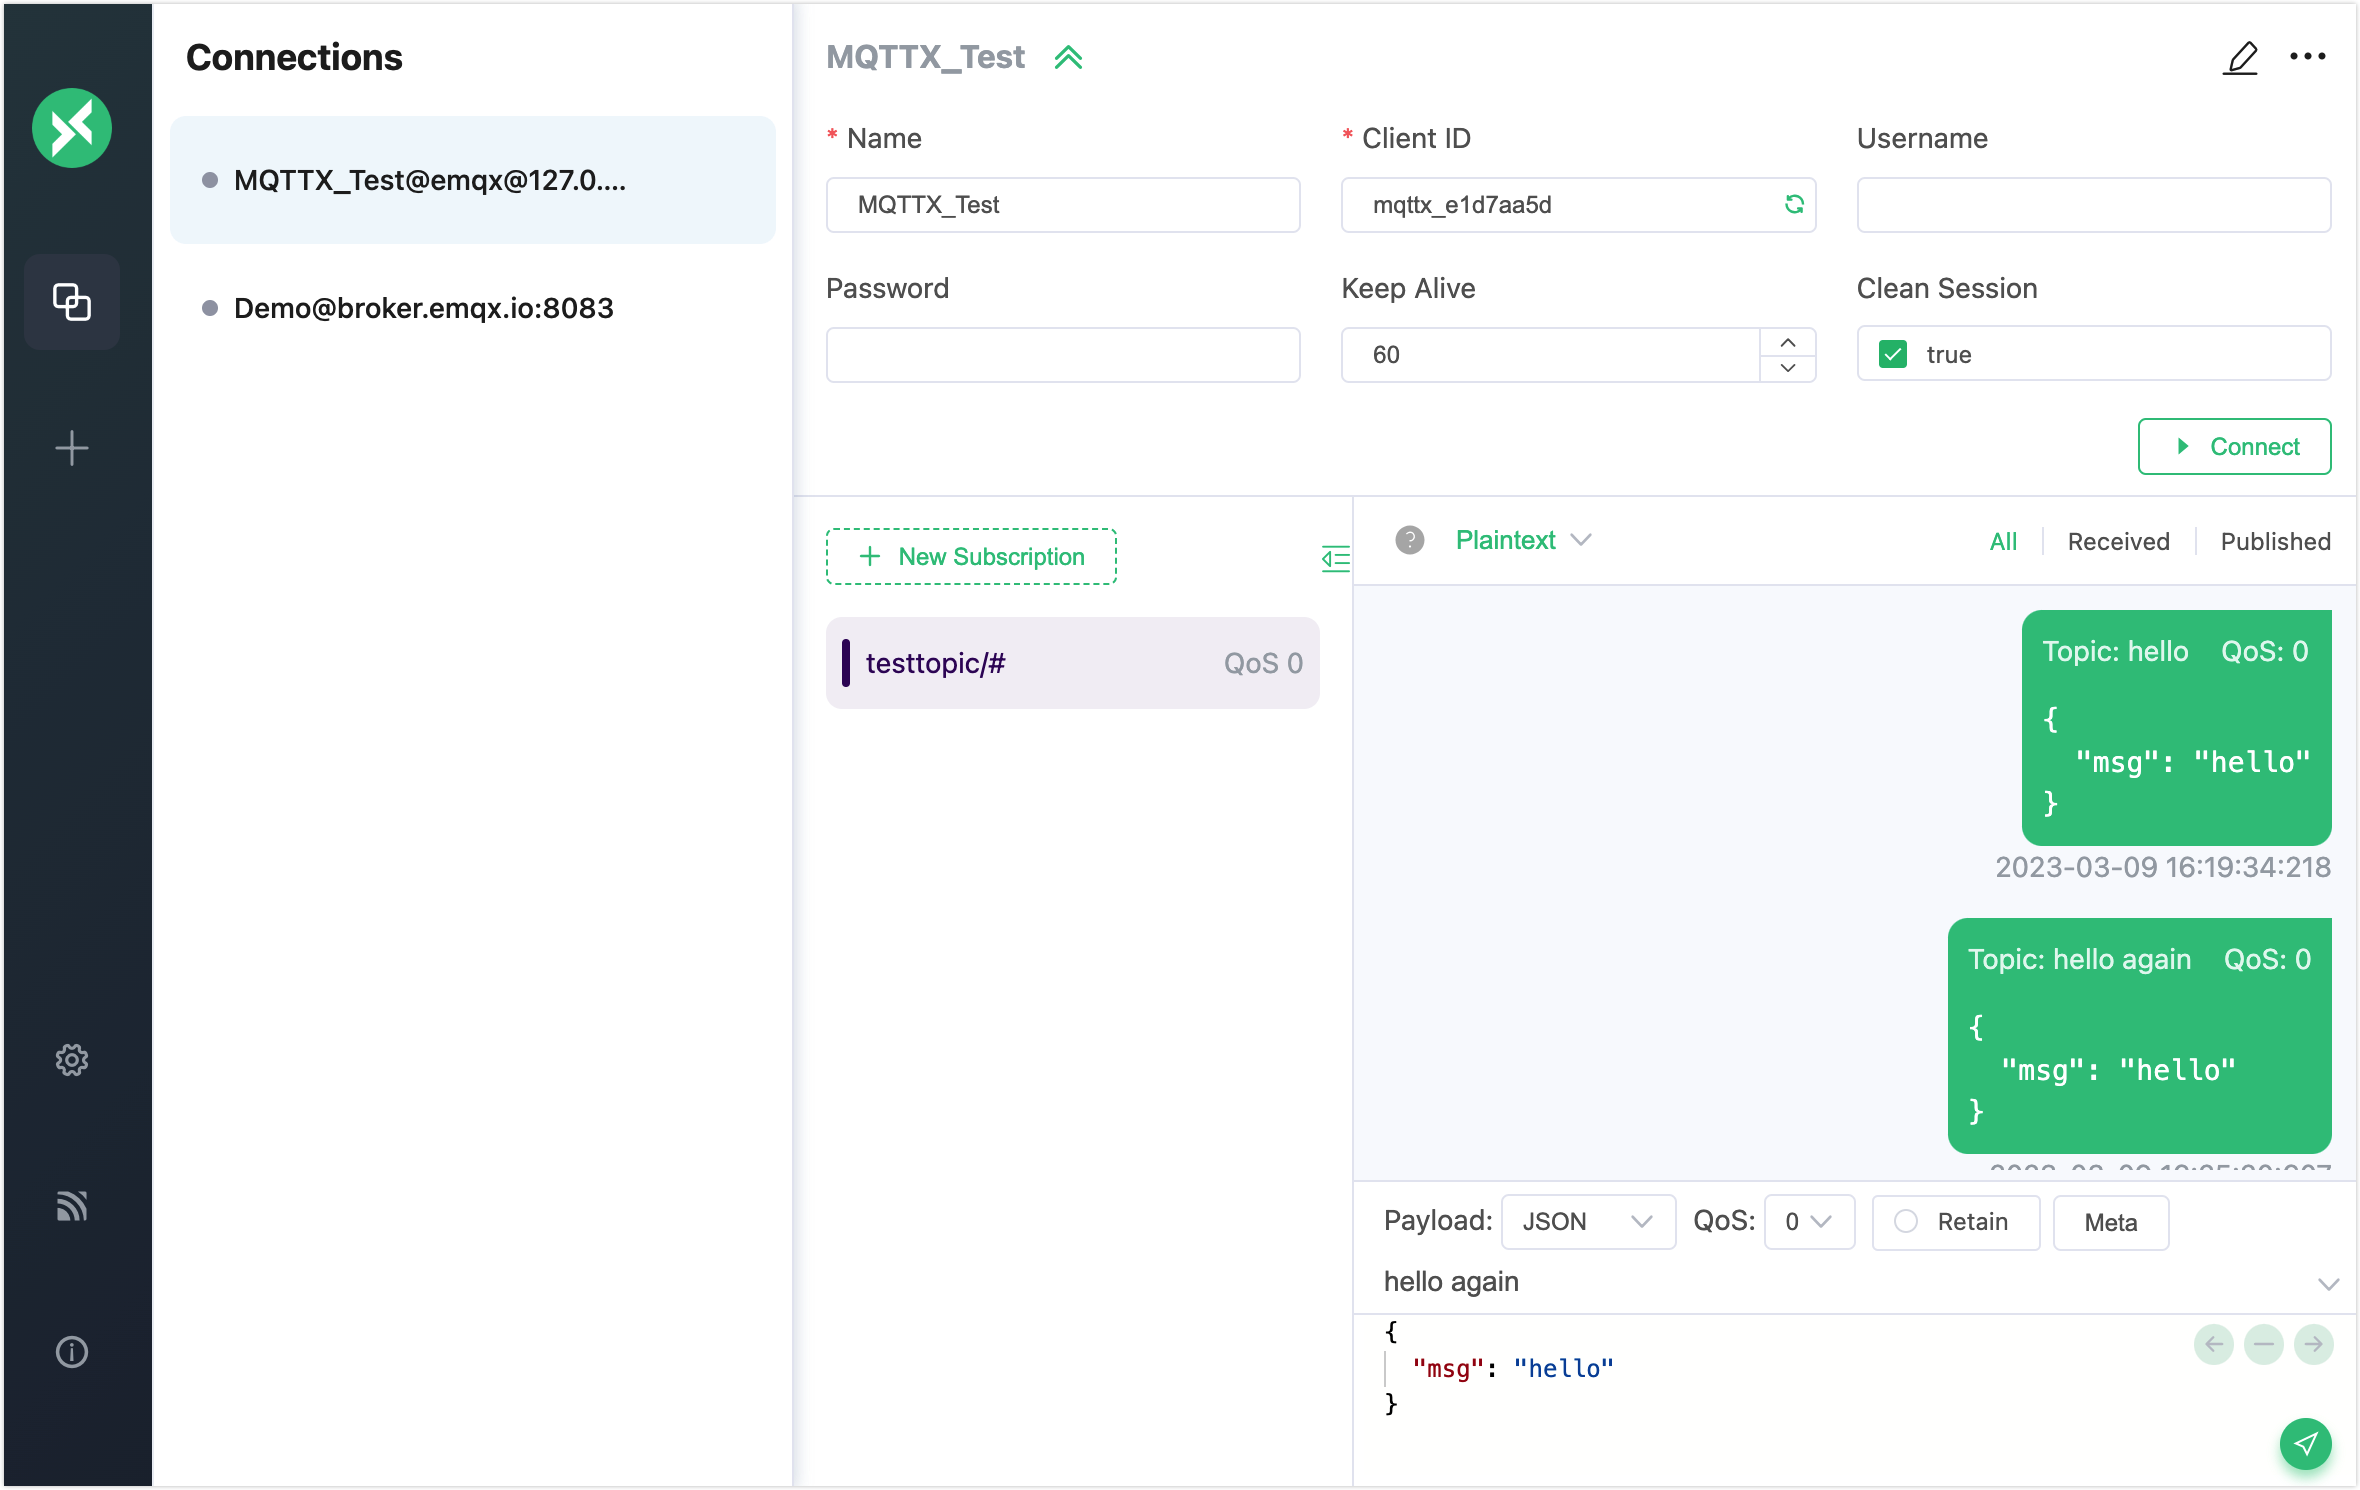 Connections
MQTTX_Test@emqx@127.0....
Demo@broker.emqx.io:8083
MQTTX_Test
* Name
MQTTX_Test
* Client ID
mqttx_e1d7aa5d
Username
Password
Keep Alive
60
Clean Session
true
Connect
+ New Subscription
testtopic/# QoS 0
Plaintext
All
Received
Published
Topic: hello QoS: 0
{
"msg": "hello"
}
2023-03-09 16:19:34:218
Topic: hello again QoS: 0
{
"msg": "hello"
}
Payload: JSON QoS: 0 Retain Meta
hello again
{
"msg": "hello"
}